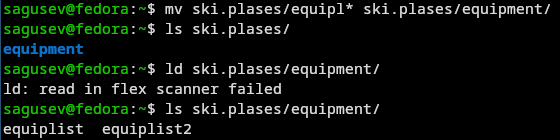 sagusev@fedora:~$ mv ski.plases/equipl* ski.plases/equipment/
sagusev@fedora:~$ ls ski.plases/
equipment
sagusev@fedora:~$ ld ski.plases/equipment/
ld: read in flex scanner failed
sagusev@fedora:~$ ls ski.plases/equipment/
equiplist  equiplist2